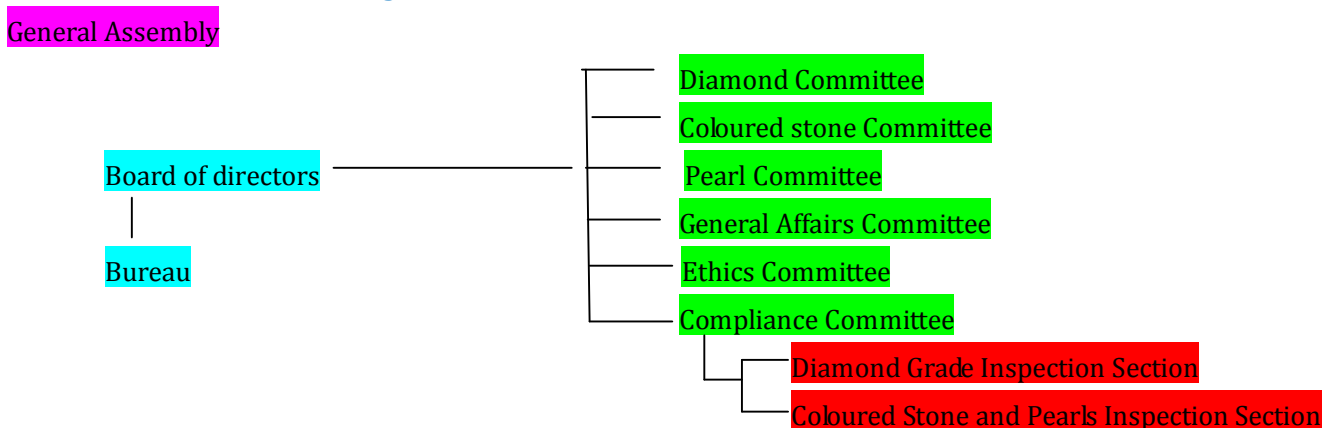 General Assembly
Diamond Committee
Coloured stone Committee
Board of directors
Pearl Committee
General Affairs Committee
Bureau
Ethics Committee
Compliance Committee
Diamond Grade Inspection Section
Coloured Stone and Pearls Inspection Section